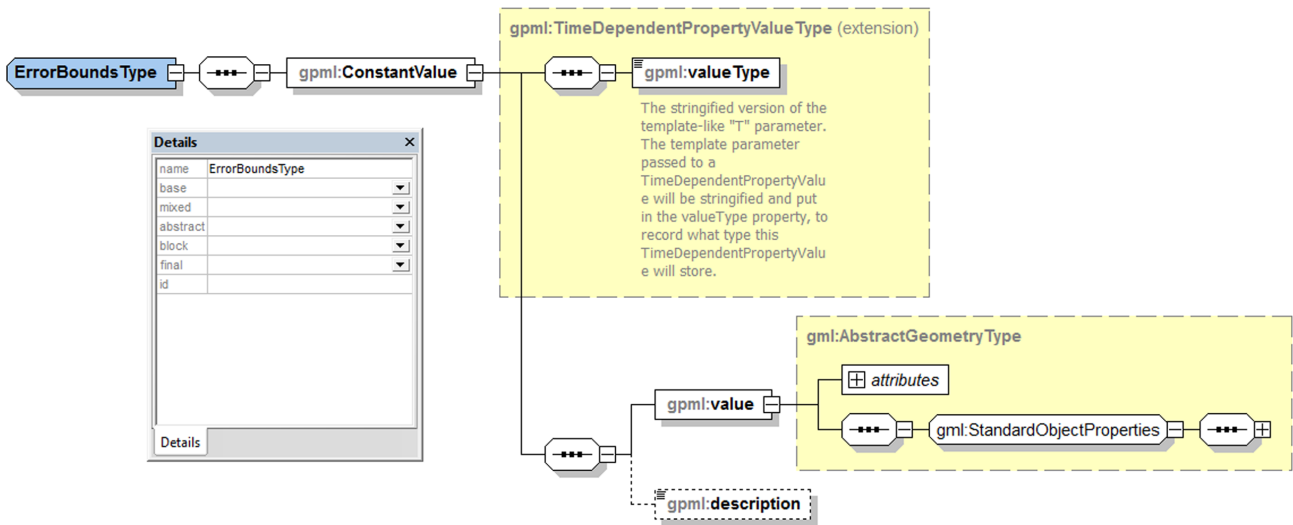 gpml:TimeDependentPropertyValueType (extension)
ErrorBoundsType
gpml:ConstantValue
gpml:valueType
The stringified version of the
template-like "T" parameter.
The template parameter
passed to a
TimeDependentPropertyValu
e will be stringified and put
in the valueType property, to
record what type this
TimeDependentPropertyValu
e will store.
Details
name ErrorBoundsType
base
mixed
abstract
block
final
id
Details
gml:AbstractGeometryType
attributes
gpml:value
gml:StandardObjectProperties
gpml:description